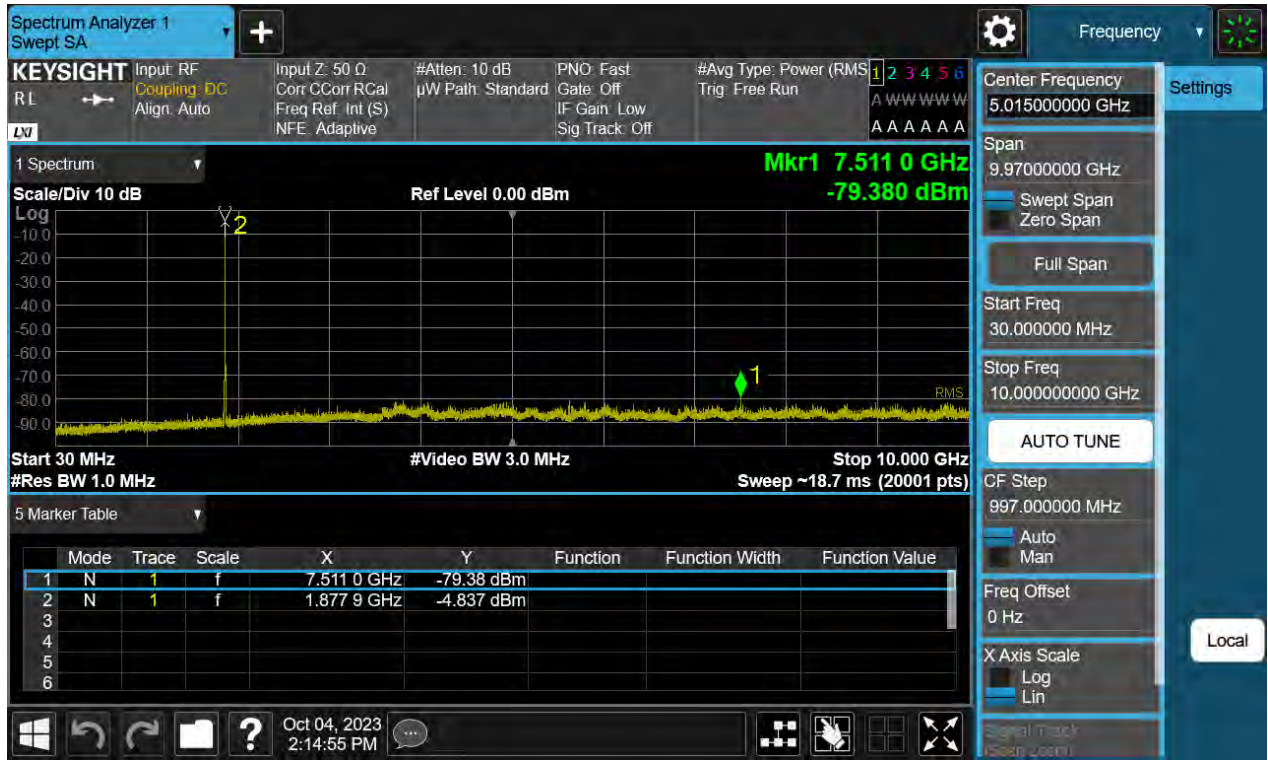 Spectrum Analyzer 1
Swept SA
+
Frequency
KEYSIGHT
RL
LXI
Input: RF
Coupling: DC
Align: Auto
Input Z: 50 Ω
Corr CCorr RCal
Freq Ref: Int (S)
NFE: Adaptive
#Atten: 10 dB
µW Path: Standard
PNO: Fast
Gate: Off
IF Gain: Low
Sig Track: Off
#Avg Type: Power (RMS
Trig: Free Run
1 2 3 4 5 6
A W W W W W
A A A A A A
1 Spectrum
Scale/Div 10 dB
Ref Level 0.00 dBm
Mkr1 7.511 0 GHz
-79.380 dBm
Log
-10.0
-20.0
-30.0
-40.0
-50.0
-60.0
-70.0
-80.0
-90.0
2
1
RMS
Start 30 MHz
#Video BW 3.0 MHz
Stop 10.000 GHz
#Res BW 1.0 MHz
Sweep ~18.7 ms (20001 pts)
5 Marker Table
Mode Trace Scale X Y Function Function Width Function Value
1 N 1 f 7.511 0 GHz -79.38 dBm
2 N 1 f 1.877 9 GHz -4.837 dBm
3
4
5
6
Oct 04, 2023
2:14:55 PM
?
Center Frequency
5.015000000 GHz
Settings
Span
9.97000000 GHz
Swept Span
Zero Span
Full Span
Start Freq
30.000000 MHz
Stop Freq
10.000000000 GHz
AUTO TUNE
CF Step
997.000000 MHz
Auto
Man
Freq Offset
0 Hz
X Axis Scale
Log
Lin
Signal Track
(Span Zoom)
Local